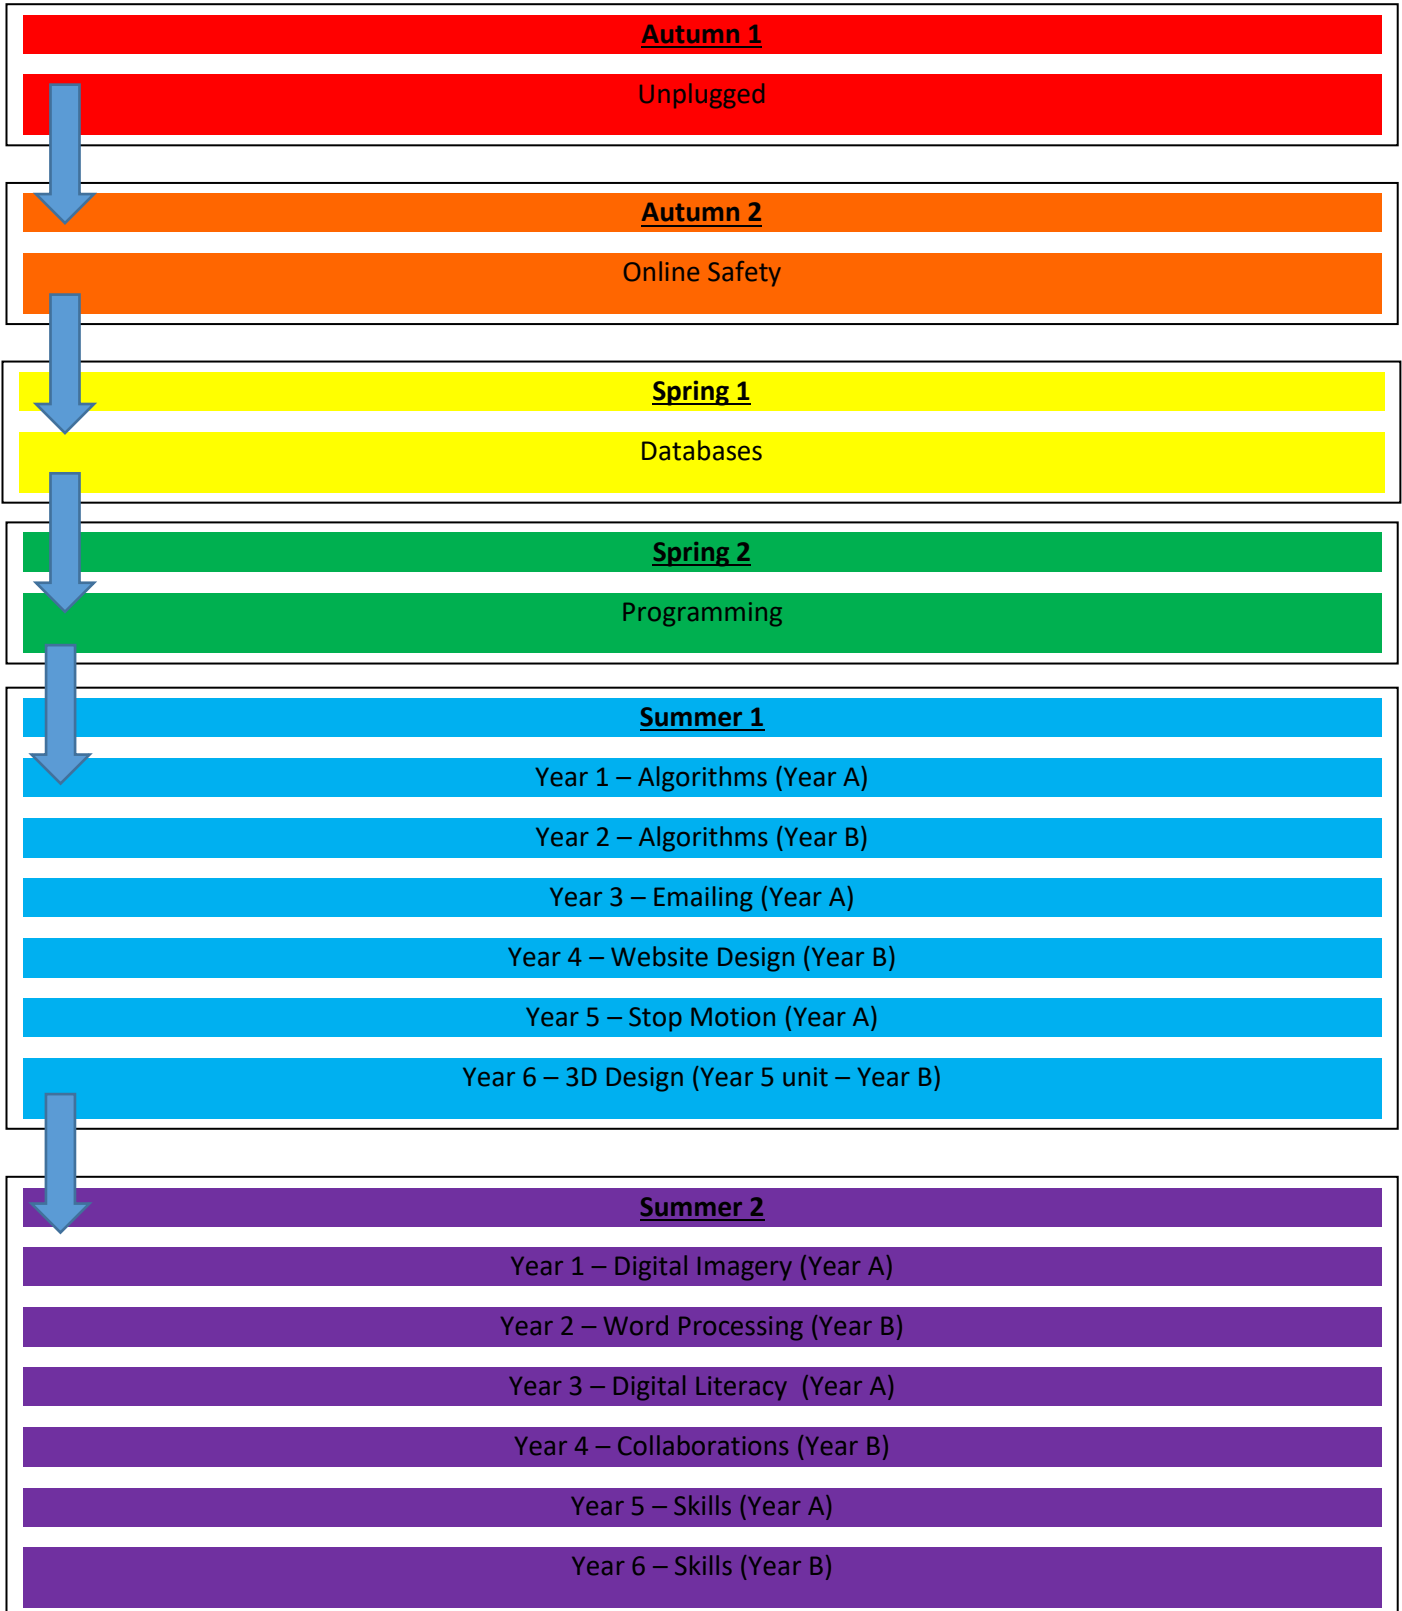 Autumn 1
Unplugged
Autumn 2
Online Safety
Spring 1
Databases
Spring 2
Programming
Summer 1
Year 1 – Algorithms (Year A)
Year 2 – Algorithms (Year B)
Year 3 – Emailing (Year A)
Year 4 – Website Design (Year B)
Year 5 – Stop Motion (Year A)
Year 6 – 3D Design (Year 5 unit – Year B)
Summer 2
Year 1 – Digital Imagery (Year A)
Year 2 – Word Processing (Year B)
Year 3 – Digital Literacy  (Year A)
Year 4 – Collaborations (Year B)
Year 5 – Skills (Year A)
Year 6 – Skills (Year B)